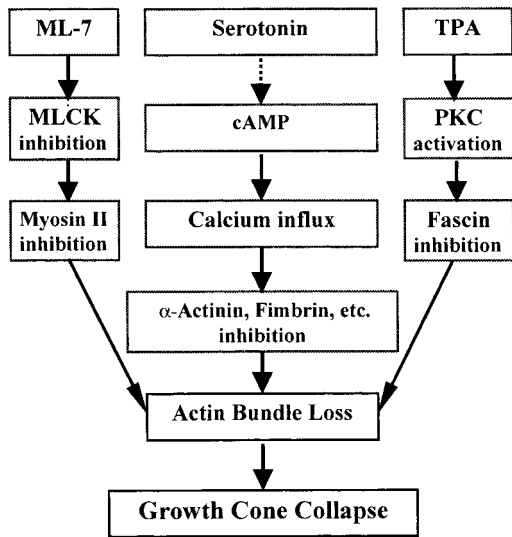 ML-7
Serotonin
TPA
MLCK
inhibition
cAMP
PKC
activation
Myosin II
inhibition
Calcium influx
Fascin
inhibition
α-Actinin, Fimbrin, etc.
inhibition
Actin Bundle Loss
Growth Cone Collapse